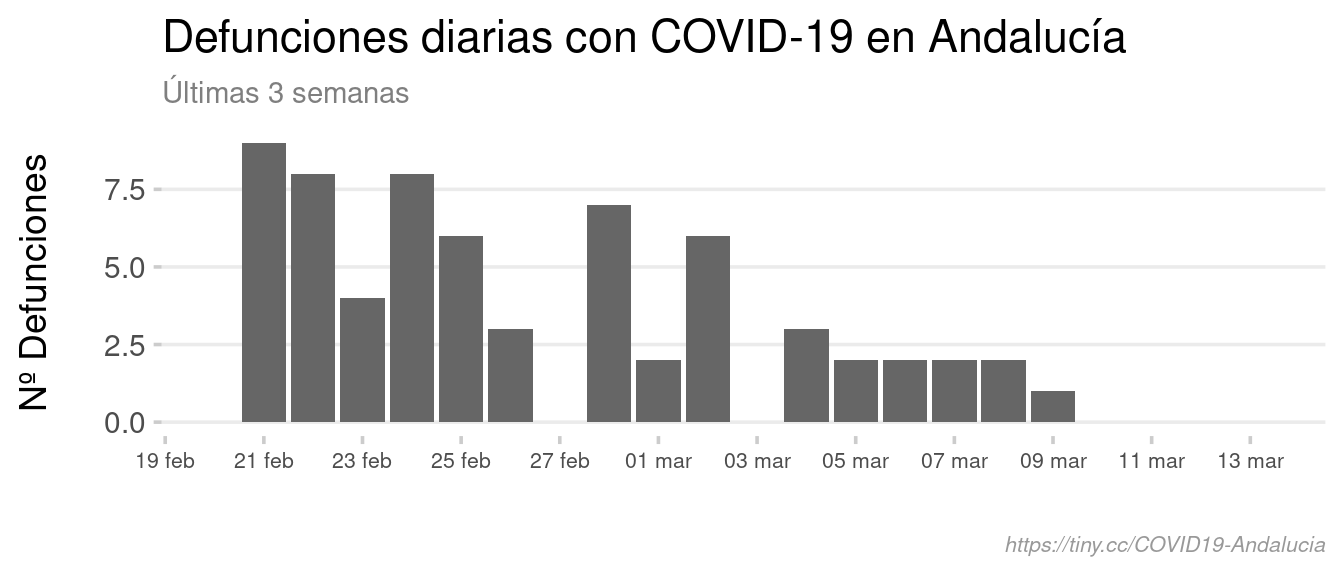 Defunciones diarias con COVID-19 en Andalucía
Últimas 3 semanas
Nº Defunciones
7.5
5.0
2.5
0.0
19 feb 21 feb 23 feb 25 feb 27 feb 01 mar 03 mar 05 mar 07 mar 09 mar 11 mar 13 mar
https://tiny.cc/COVID19-Andalucia